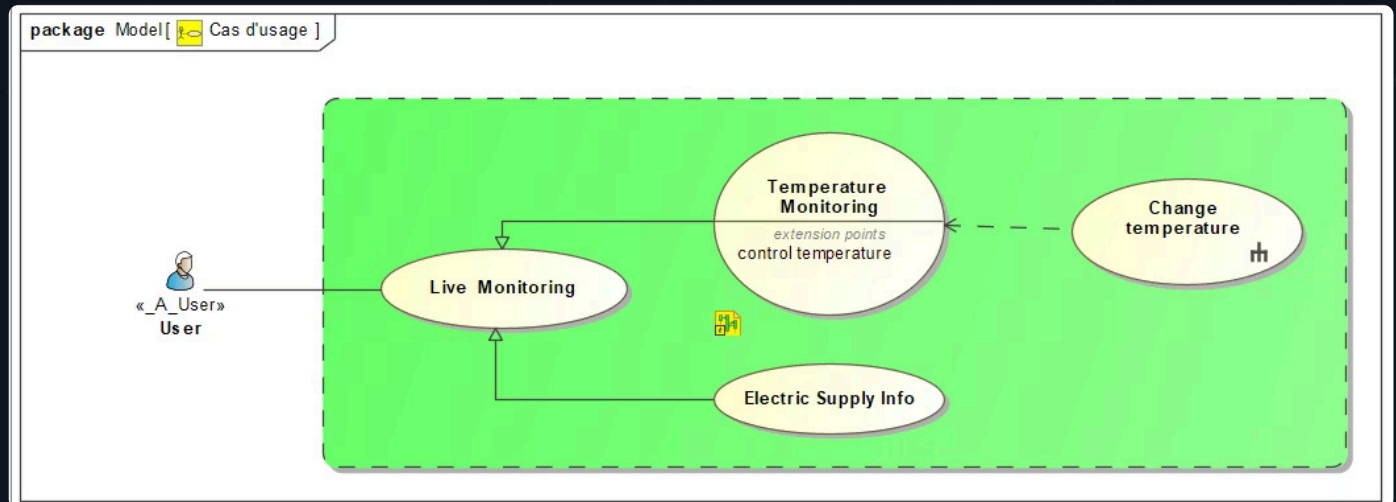 package Model[ Cas d'usage ]
Temperature
Monitoring
extension points
control temperature
Change
temperature
Live Monitoring
«_A_User»
User
Electric Supply Info